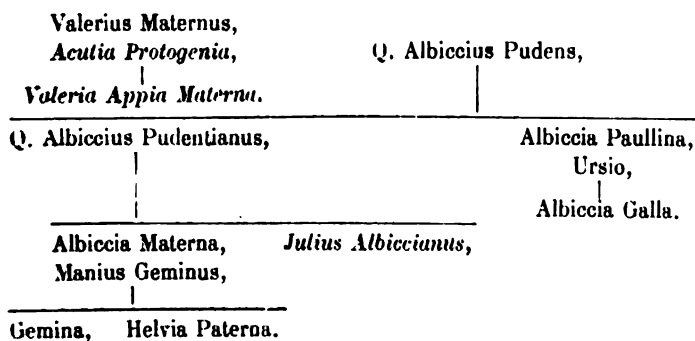 Valerius Maternus,
Acutia Protogenia, Q. Albiccius Pudens,
Valeria Appia Materna.
Q. Albiccius Pudentianus, Albiccia Paullina,
Ursio,
Albiccia Galla.
Albiccia Materna, Julius Albiccianus,
Manius Geminus,
Gemina, Helvia Paterna.